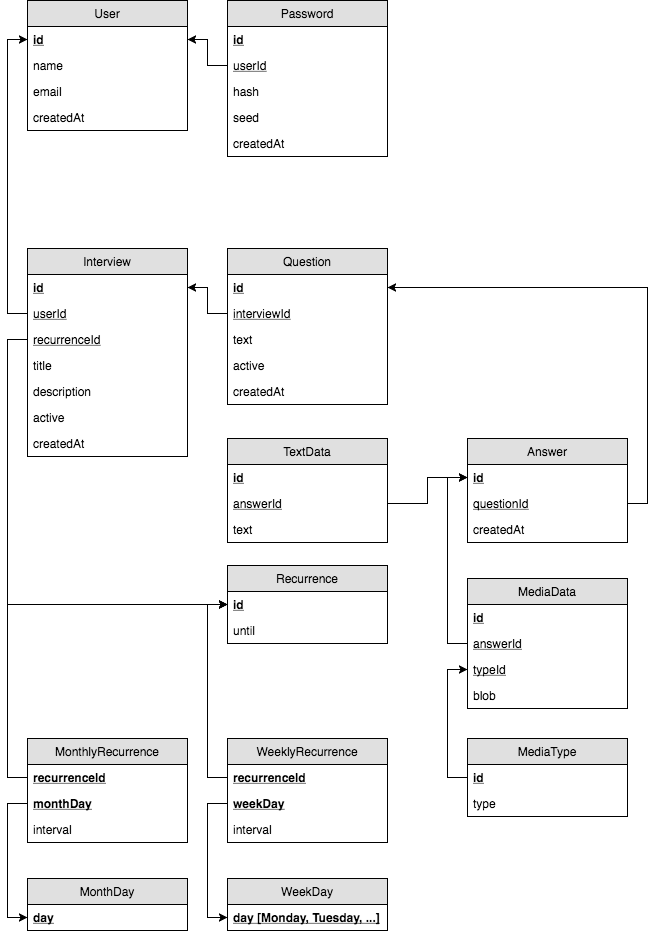 User
id
name
email
createdAt
Password
id
userId
hash
seed
createdAt
Interview
id
userId
recurrenceId
title
description
active
createdAt
Question
id
interviewId
text
active
createdAt
TextData
id
answerId
text
Answer
id
questionId
createdAt
Recurrence
id
until
MediaData
id
answerId
typeId
blob
MonthlyRecurrence
recurrenceId
monthDay
interval
WeeklyRecurrence
recurrenceId
weekDay
interval
MediaType
id
type
MonthDay
day
WeekDay
day [Monday, Tuesday, ...]